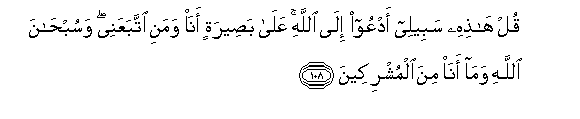 قُلْ هَـٰذِهِۦ سَبِيلِىٓ أَدْعُوٓا۟ إِلَى ٱللَّهِ ۚ عَلَىٰ بَصِيرَةٍ أَنَا۠ وَمَنِ ٱتَّبَعَنِى ۖ وَسُبْحَـٰنَ
ٱللَّهِ وَمَآ أَنَا۠ مِنَ ٱلْمُشْرِكِينَ ١٠٨